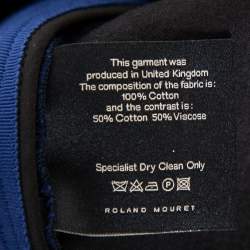 This garment was
produced in United Kingdom
The composition of the fabric is:
100% Cotton
and the contrast is:
50% Cotton 50% Viscose
Specialist Dry Clean Only
ROLAND MOURET